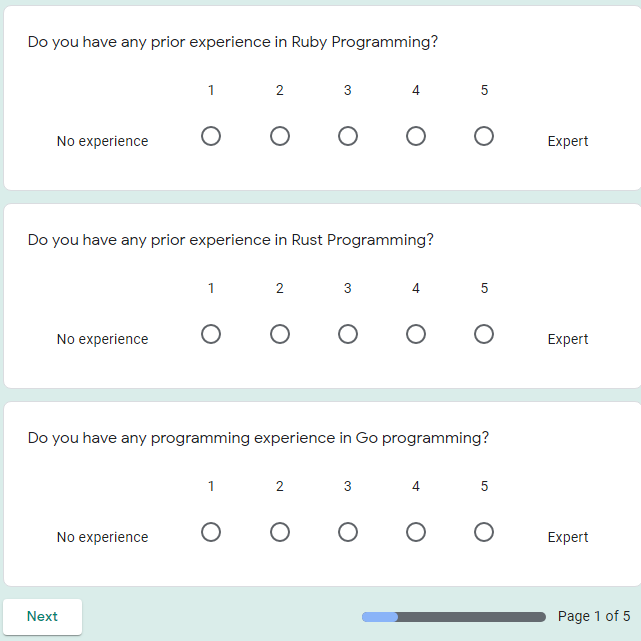 Do you have any prior experience in Ruby Programming?
1 2 3 4 5
No experience Expert
Do you have any prior experience in Rust Programming?
1 2 3 4 5
No experience Expert
Do you have any programming experience in Go programming?
1 2 3 4 5
No experience Expert
Next Page 1 of 5